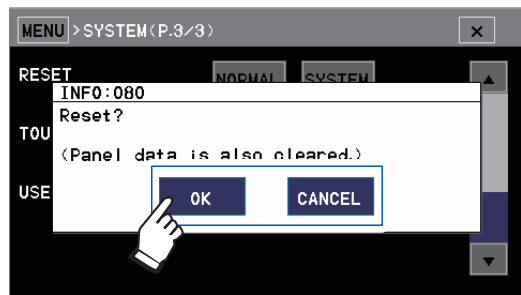 MENU >SYSTEM(P.3/3) ×
RESET NORMAL SYSTEM
INFO:080
Reset?
TOU
(Panel data is also cleared.)
USE
OK CANCEL